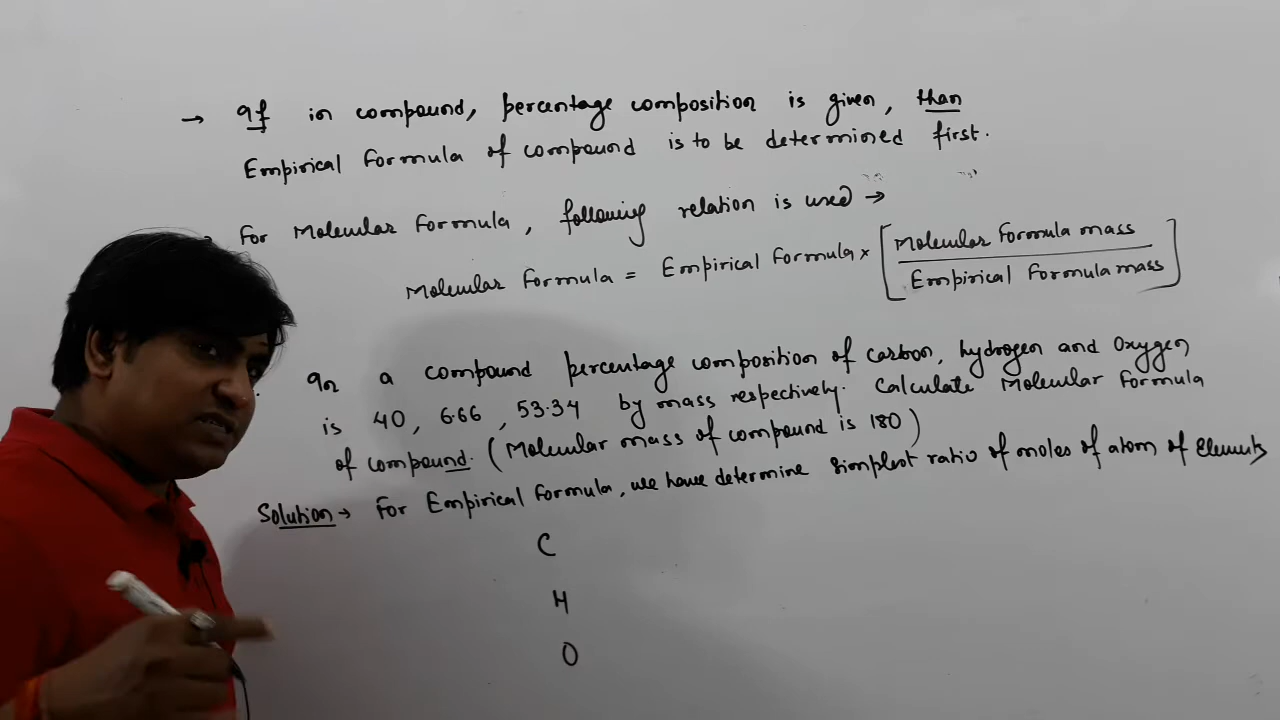 → If in compound, percentage composition is given, than
Empirical Formula of compound is to be determined first.
For Molecular Formula, following relation is used →
Molecular Formula = Empirical Formula × [Molecular Formula mass / Empirical Formula mass]
In a compound percentage composition of carbon, hydrogen and Oxygen
is 40, 6.66, 53.34 by mass respectively. Calculate Molecular Formula
of compound. (Molecular mass of compound is 180)
Solution → For Empirical Formula, we have determine simplest ratio of moles of atom of Elements
C
H
O